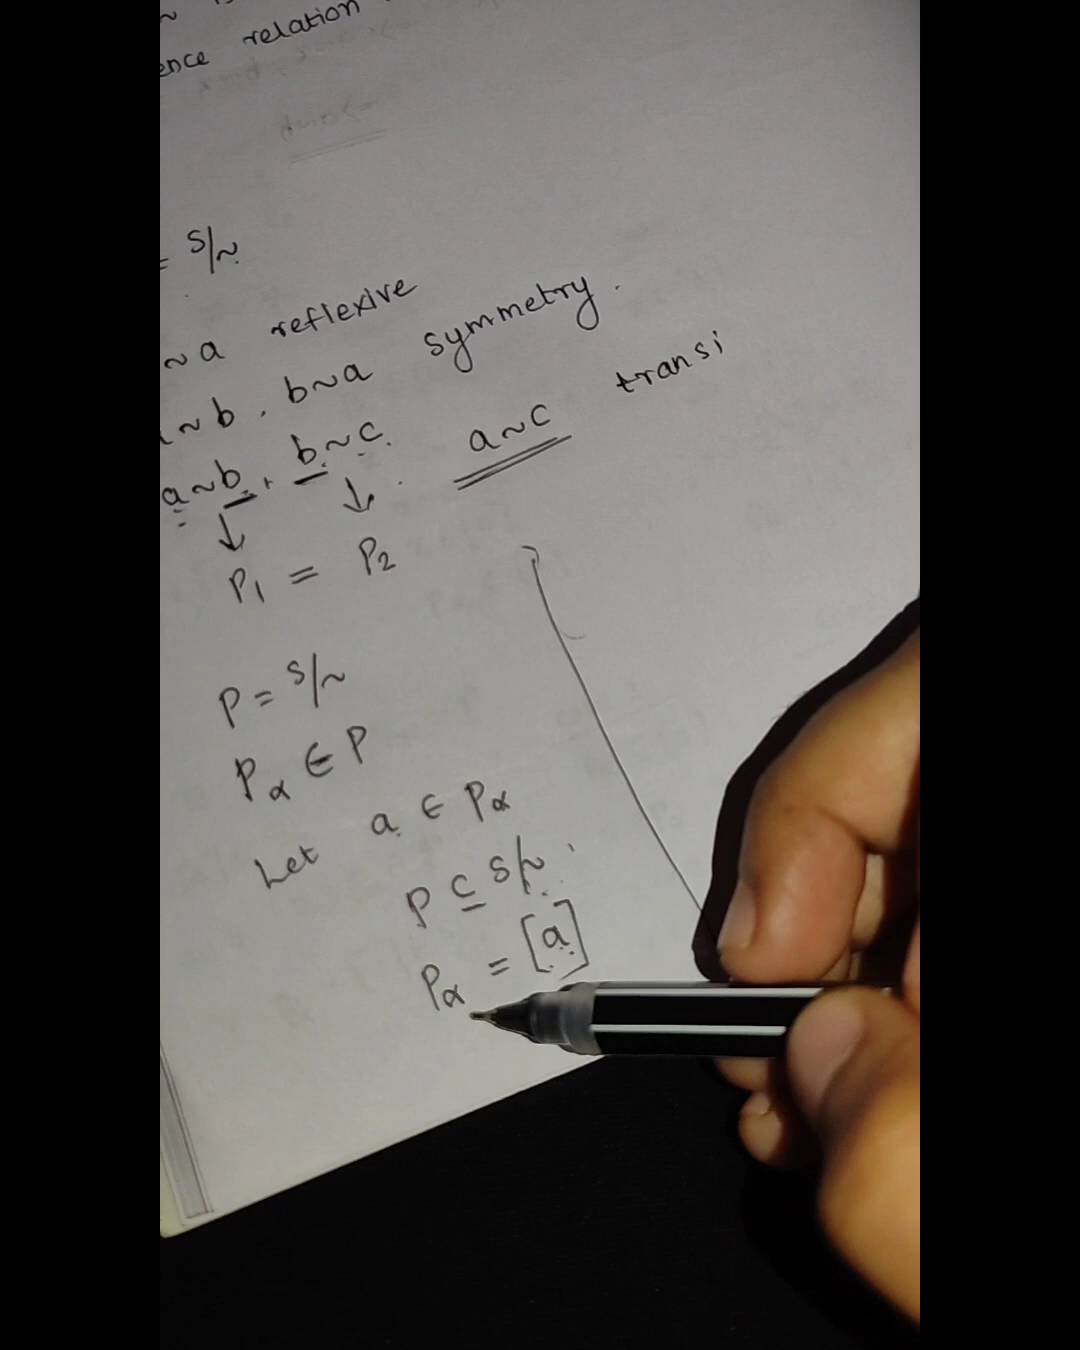 ence relation
= S/~
~a reflexive
~b, b~a symmetry.
a~b, b~c. a~c transi
↓ ↓
P₁ = P₂
P = S/~
Pα ∈ P
Let a ∈ Pα
P ⊆ S/~.
Pα = [a]